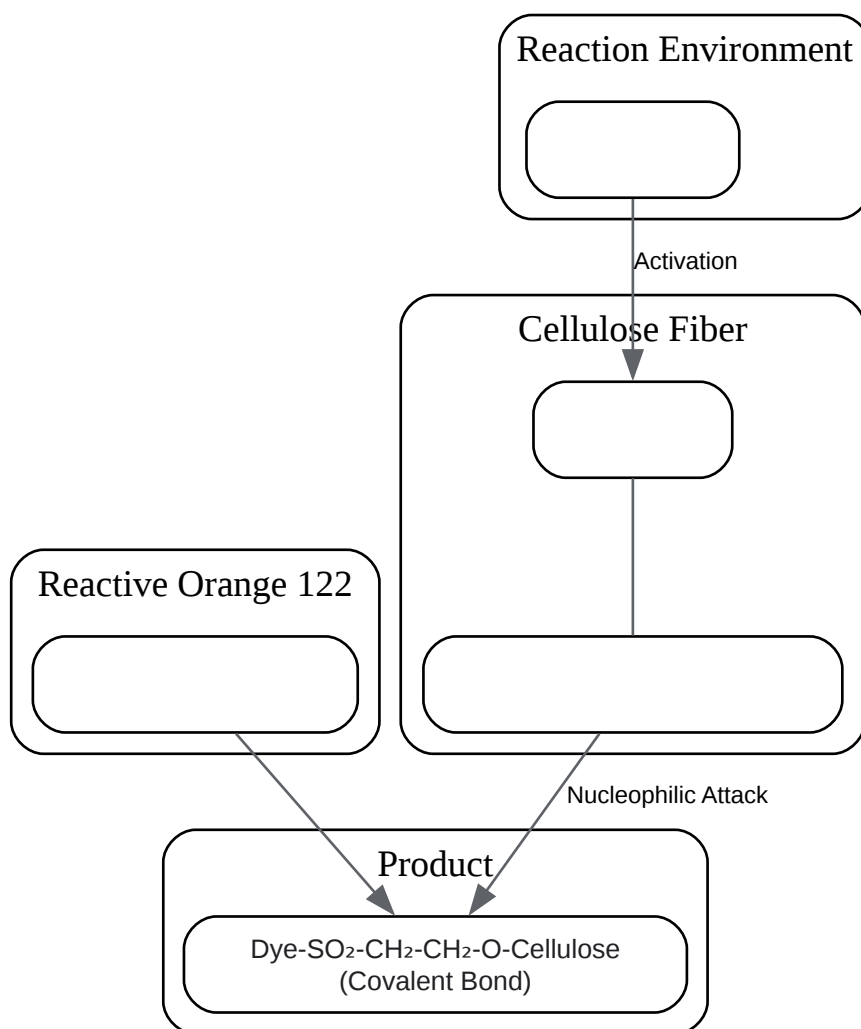 Reaction Environment
Activation
Cellulose Fiber
Reactive Orange 122
Nucleophilic Attack
Product
Dye-SO₂-CH₂-CH₂-O-Cellulose
(Covalent Bond)